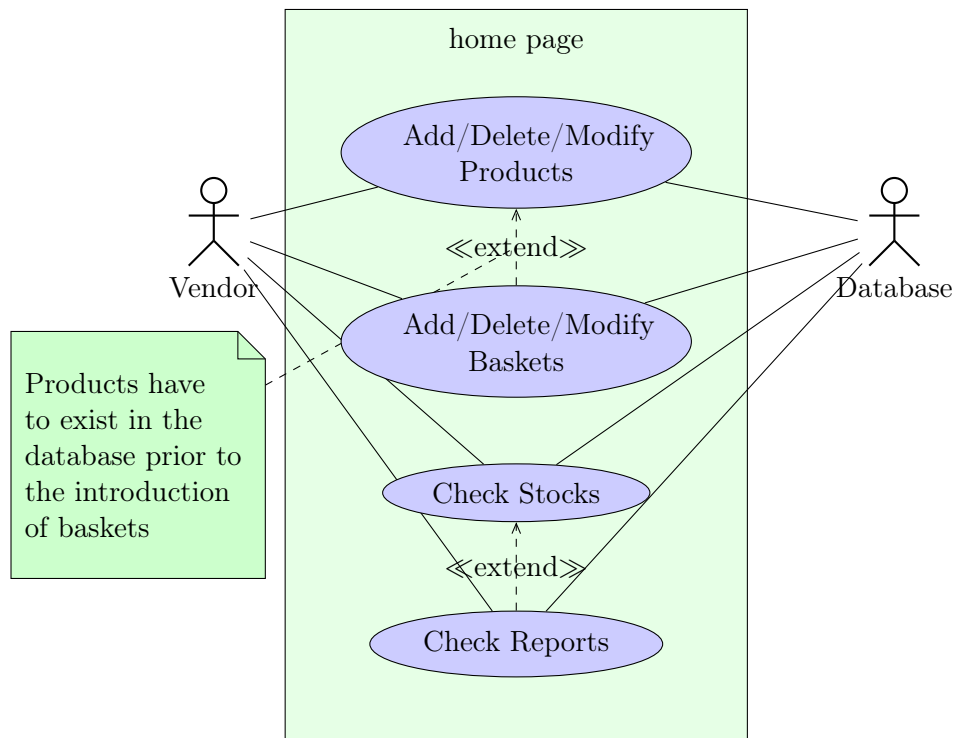 home page
Add/Delete/Modify
Products
≪extend≫
Vendor
Database
Add/Delete/Modify
Baskets
Products have
to exist in the
database prior to
the introduction
of baskets
Check Stocks
≪extend≫
Check Reports